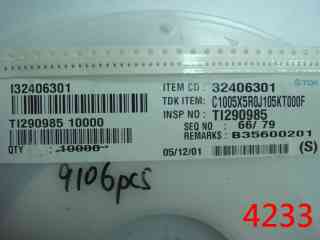 TDK
I32406301
ITEM CD : 32406301
TDK ITEM: C1005X5R0J105KT000F
TI290985 10000
INSP NO : TI290985
SEQ NO : 66/ 79
REMARKS: B35600201
QTY : 10000
05/12/01 (S)
9106pcs
4233